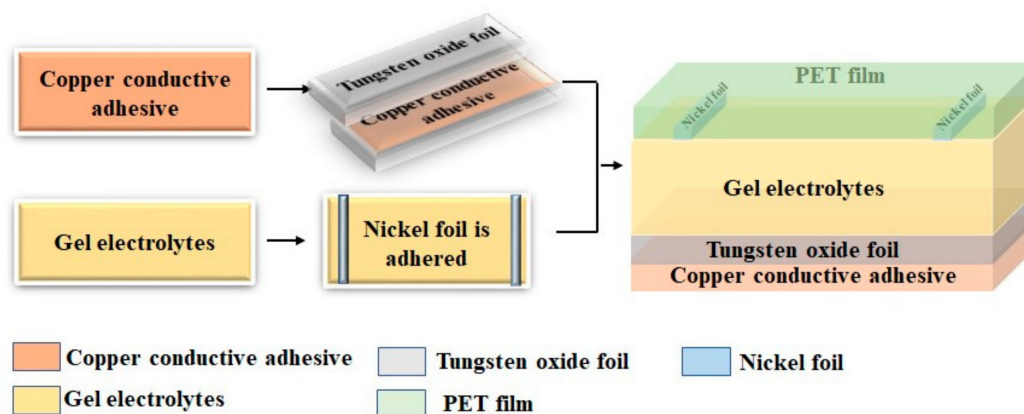 Copper conductive
adhesive
Tungsten oxide foil
Copper conductive
adhesive
Gel electrolytes
Nickel foil is
adhered
PET film
Nickel foil
Nickel foil
Gel electrolytes
Tungsten oxide foil
Copper conductive adhesive
Copper conductive adhesive
Tungsten oxide foil
Nickel foil
Gel electrolytes
PET film